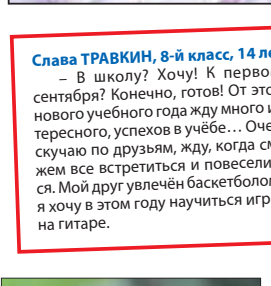 Слава ТРАВКИН, 8-й класс, 14 ле
– В школу? Хочу! К перво
сентября? Конечно, готов! От это
нового учебного года жду много и
тересного, успехов в учёбе… Оче
скучаю по друзьям, жду, когда см
жем все встретиться и повесели
ся. Мой друг увлечён баскетболом
я хочу в этом году научиться игр
на гитаре.